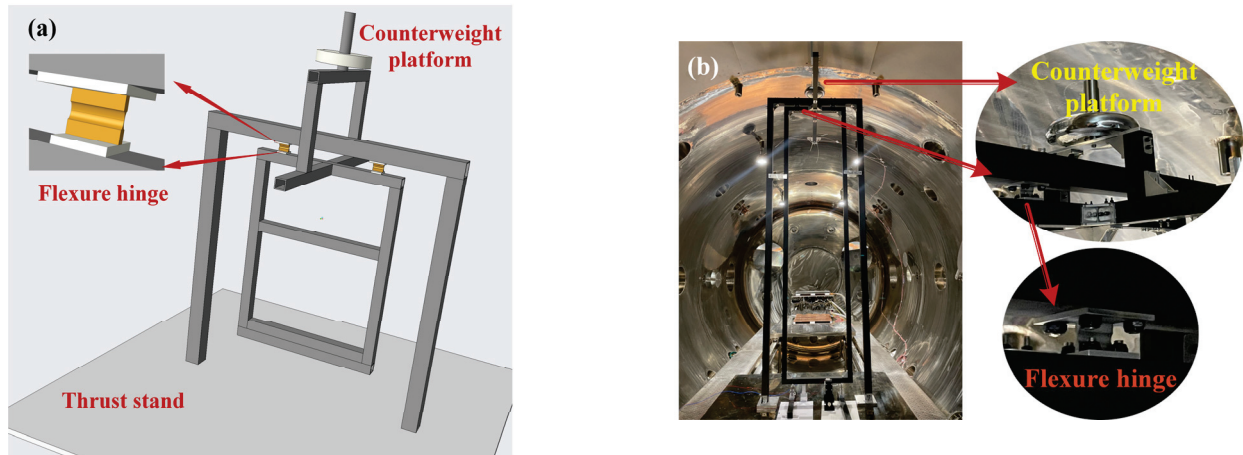 (a)
Counterweight
platform
Flexure hinge
Thrust stand
(b)
Counterweight
platform
Flexure hinge